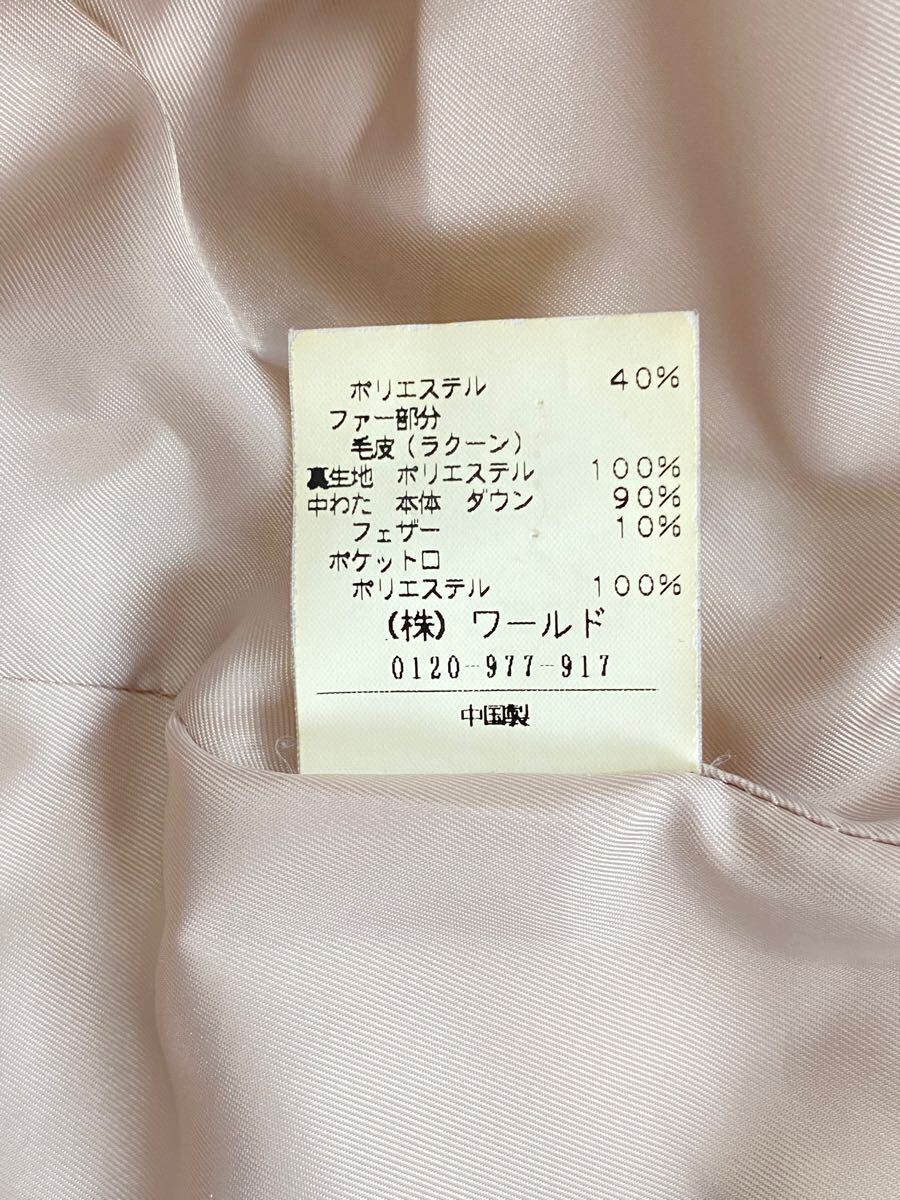 ポリエステル 40%
ファー部分
毛皮(ラクーン)
裏生地 ポリエステル 100%
中わた 本体 ダウン 90%
フェザー 10%
ポケット口
ポリエステル 100%
(株)ワールド
0120-977-917
中国製